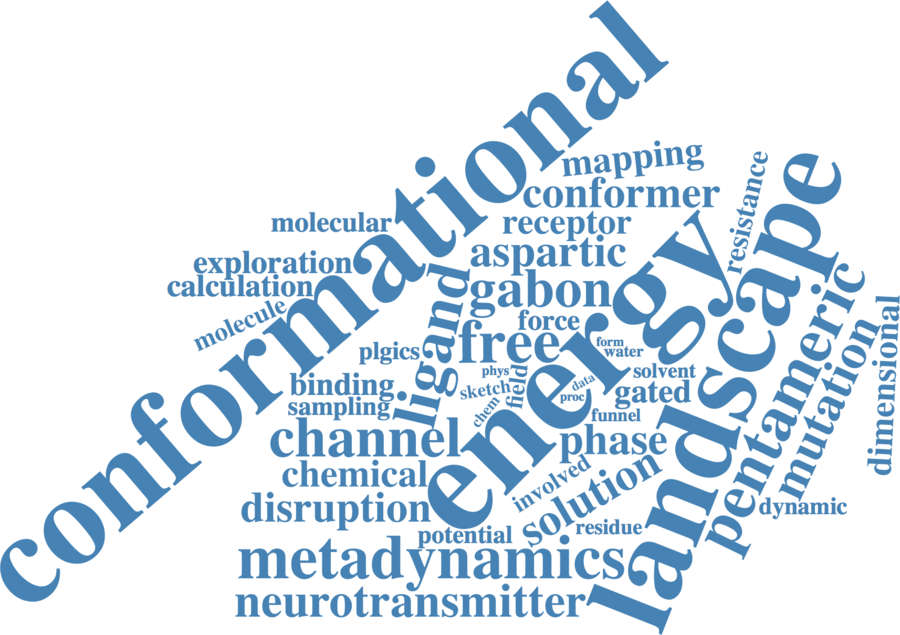 conformational
mapping
conformer
resistance
landscape
molecular
receptor
energy
aspartic
exploration
calculation
gabon
ligand
pentameric
molecule
force
free
form
water
mutation
dimensional
plgics
phys
field
data
proc
solvent
binding
sketch
gated
sampling
chem
funnel
channel
phase
chemical
involved
solution
disruption
dynamic
potential
residue
metadynamics
neurotransmitter